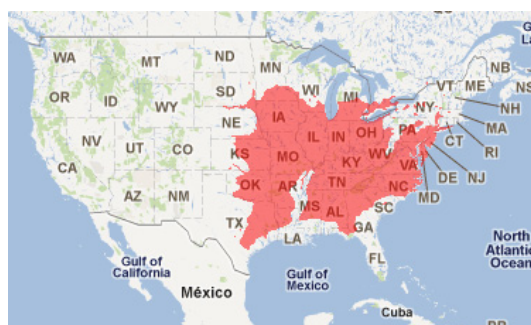 WA
MT
ND
MN
OR
ID
SD
WI
MI
VT
ME
NB
NS
WY
NE
IA
NY
NH
MA
NV
UT
CO
KS
MO
IL
IN
OH
PA
CT
RI
CA
KY
WV
VA
DE
NJ
AZ
NM
OK
AR
TN
NC
MD
TX
MS
AL
SC
LA
GA
FL
Gulf of
California
México
Gulf of
Mexico
Cuba
North
Atlantic
Ocean